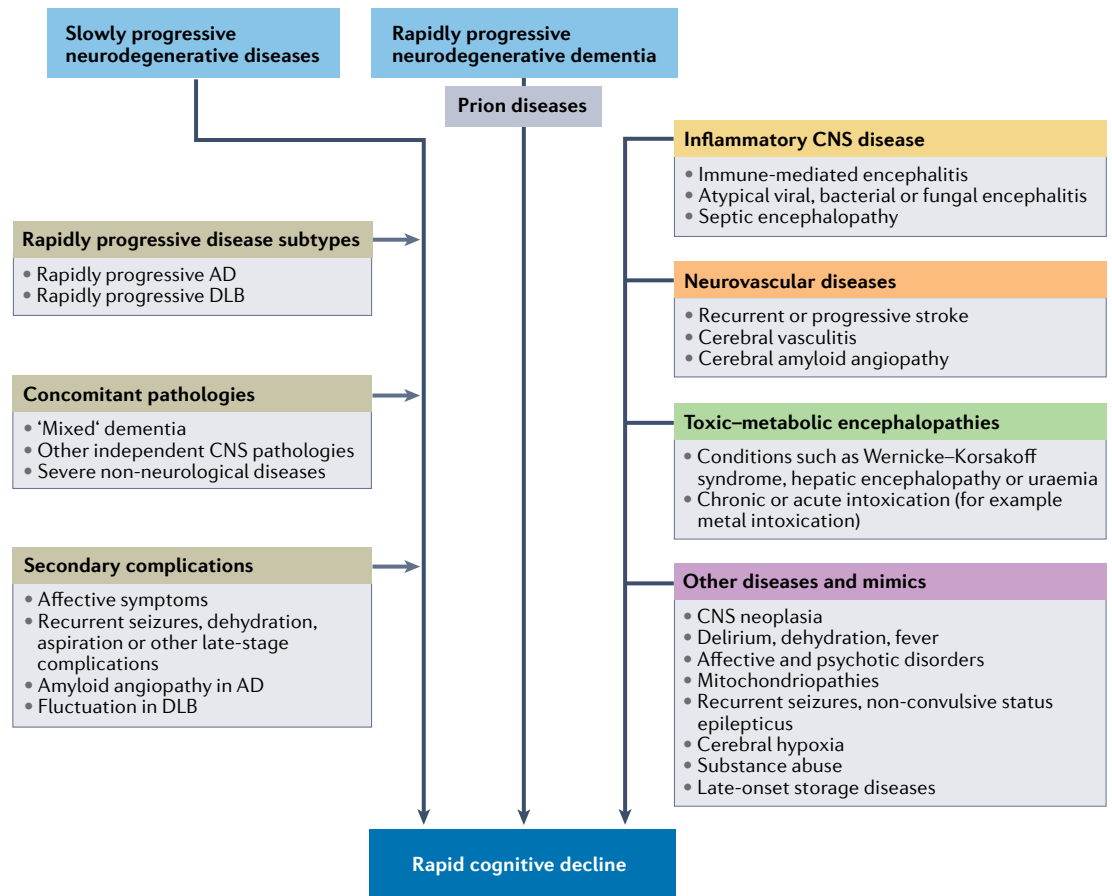 Slowly progressive
neurodegenerative diseases
Rapidly progressive
neurodegenerative dementia
Prion diseases
Rapidly progressive disease subtypes
• Rapidly progressive AD
• Rapidly progressive DLB
Concomitant pathologies
• ‘Mixed‘ dementia
• Other independent CNS pathologies
• Severe non-neurological diseases
Secondary complications
• Affective symptoms
• Recurrent seizures, dehydration,
aspiration or other late-stage
complications
• Amyloid angiopathy in AD
• Fluctuation in DLB
Inflammatory CNS disease
• Immune-mediated encephalitis
• Atypical viral, bacterial or fungal encephalitis
• Septic encephalopathy
Neurovascular diseases
• Recurrent or progressive stroke
• Cerebral vasculitis
• Cerebral amyloid angiopathy
Toxic–metabolic encephalopathies
• Conditions such as Wernicke–Korsakoff
syndrome, hepatic encephalopathy or uraemia
• Chronic or acute intoxication (for example
metal intoxication)
Other diseases and mimics
• CNS neoplasia
• Delirium, dehydration, fever
• Affective and psychotic disorders
• Mitochondriopathies
• Recurrent seizures, non-convulsive status
epilepticus
• Cerebral hypoxia
• Substance abuse
• Late-onset storage diseases
Rapid cognitive decline